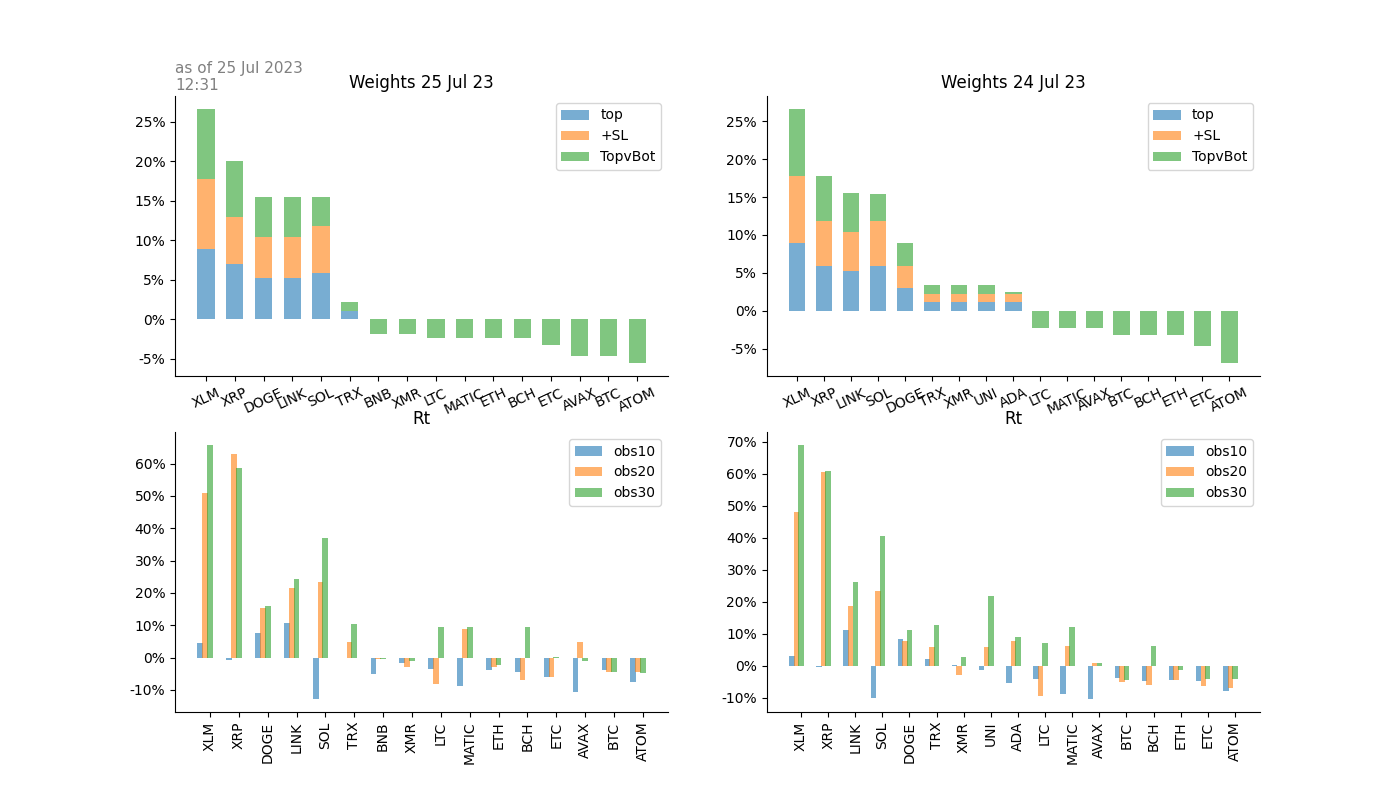 as of 25 Jul 2023
12:31
Weights 25 Jul 23
25%
20%
15%
10%
5%
0%
-5%
top
+SL
TopvBot
XLM XRP DOGE LINK SOL TRX BNB XMR LTC MATIC ETH BCH ETC AVAX BTC ATOM
Weights 24 Jul 23
25%
20%
15%
10%
5%
0%
-5%
top
+SL
TopvBot
XLM XRP LINK SOL DOGE TRX XMR UNI ADA LTC MATIC AVAX BTC BCH ETH ETC ATOM
Rt
60%
50%
40%
30%
20%
10%
0%
-10%
obs10
obs20
obs30
XLM XRP DOGE LINK SOL TRX BNB XMR LTC MATIC ETH BCH ETC AVAX BTC ATOM
Rt
70%
60%
50%
40%
30%
20%
10%
0%
-10%
obs10
obs20
obs30
XLM XRP LINK SOL DOGE TRX XMR UNI ADA LTC MATIC AVAX BTC BCH ETH ETC ATOM